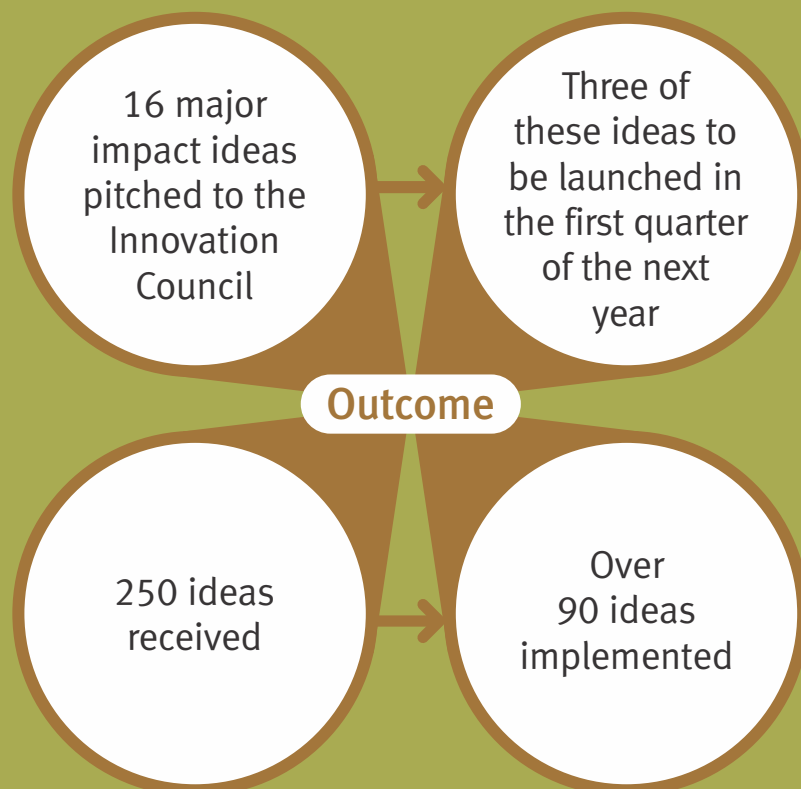 16 major
impact ideas
pitched to the
Innovation
Council
Three of
these ideas to
be launched in
the first quarter
of the next
year
Outcome
250 ideas
received
Over
90 ideas
implemented